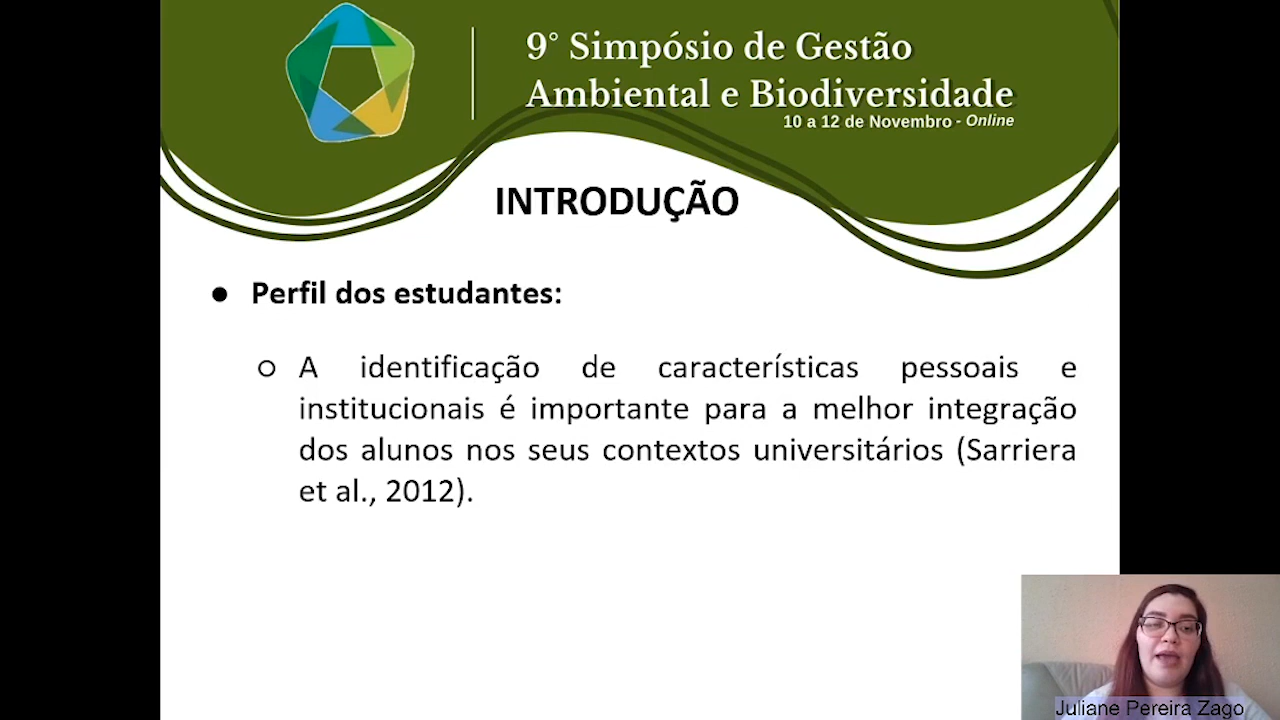 9° Simpósio de Gestão
Ambiental e Biodiversidade
10 a 12 de Novembro - Online
INTRODUÇÃO
● Perfil dos estudantes:
○ A identificação de características pessoais e
institucionais é importante para a melhor integração
dos alunos nos seus contextos universitários (Sarriera
et al., 2012).
Juliane Pereira Zago